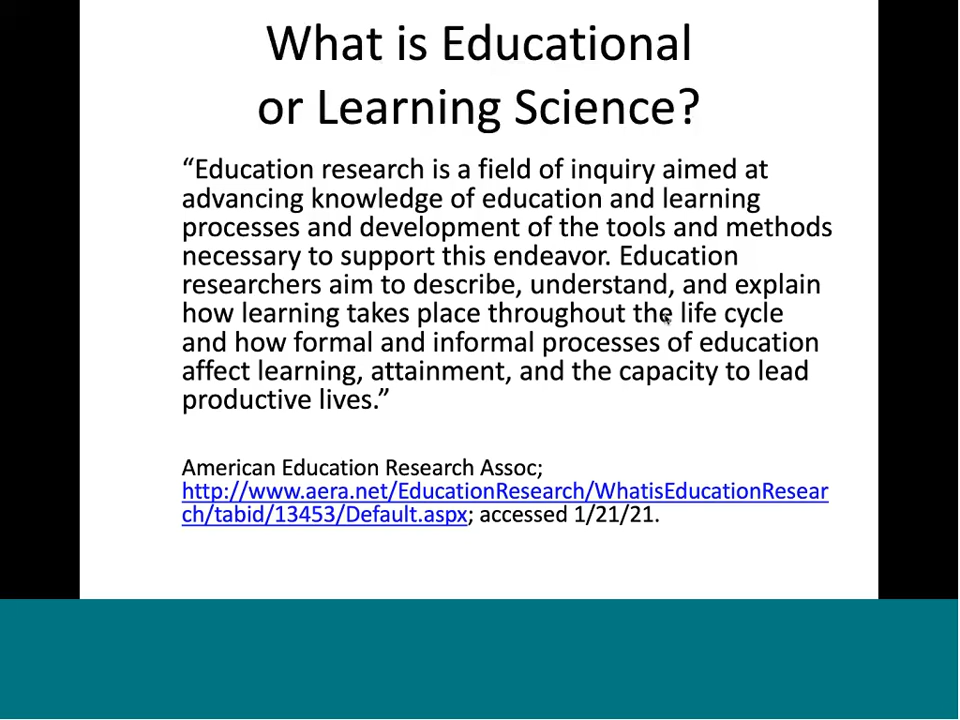 What is Educational
or Learning Science?
“Education research is a field of inquiry aimed at
advancing knowledge of education and learning
processes and development of the tools and methods
necessary to support this endeavor. Education
researchers aim to describe, understand, and explain
how learning takes place throughout the life cycle
and how formal and informal processes of education
affect learning, attainment, and the capacity to lead
productive lives.”
American Education Research Assoc;
http://www.aera.net/EducationResearch/WhatisEducationResear
ch/tabid/13453/Default.aspx; accessed 1/21/21.